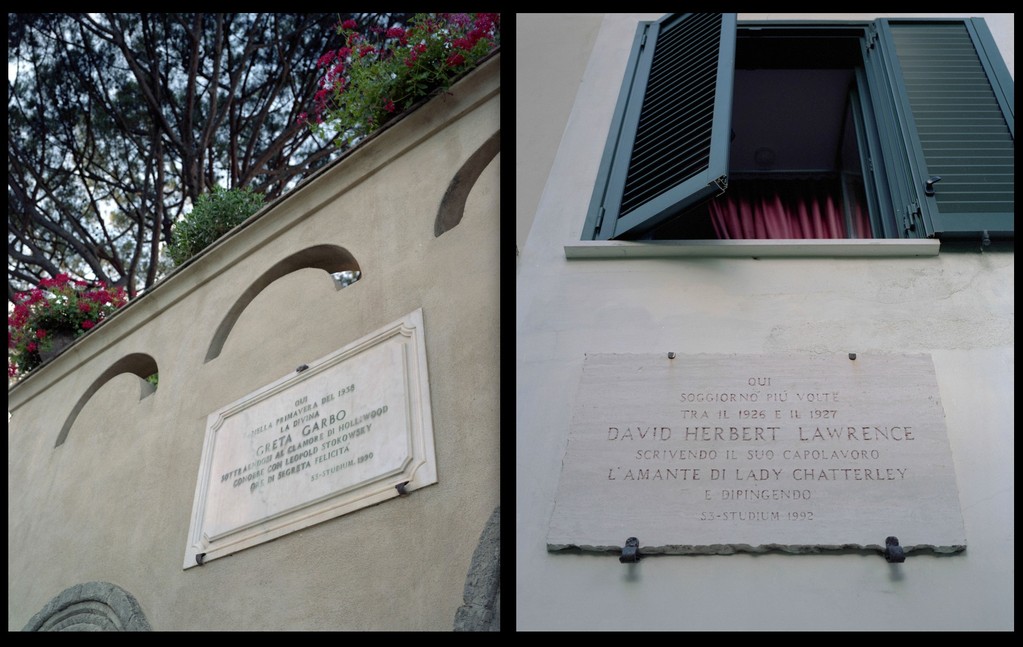 QUI
NELLA PRIMAVERA DEL 1938
LA DIVINA
GRETA GARBO
SOTTRAENDOSI AL CLAMORE DI HOLLYWOOD
CONOBBE CON LEOPOLD STOKOWSKY
ORE DI SEGRETA FELICITÀ
S3-STUDIUM 1990
QUI
SOGGIORNÒ PIÙ VOLTE
TRA IL 1926 E IL 1927
DAVID HERBERT LAWRENCE
SCRIVENDO IL SUO CAPOLAVORO
L'AMANTE DI LADY CHATTERLEY
E DIPINGENDO
S3-STUDIUM 1992